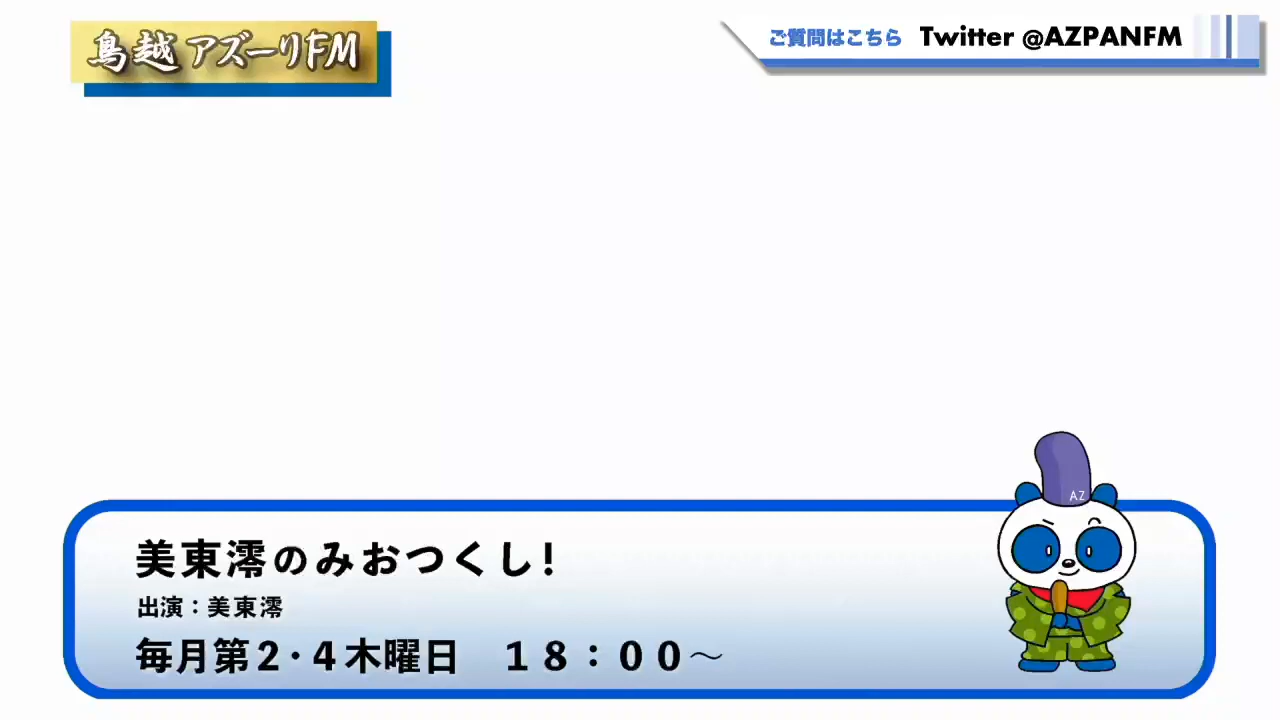 鳥越アズーリFM
ご質問はこちら Twitter @AZPANFM
AZ
美東澪のみおつくし!
出演:美東澪
毎月第2・4木曜日 18:00~